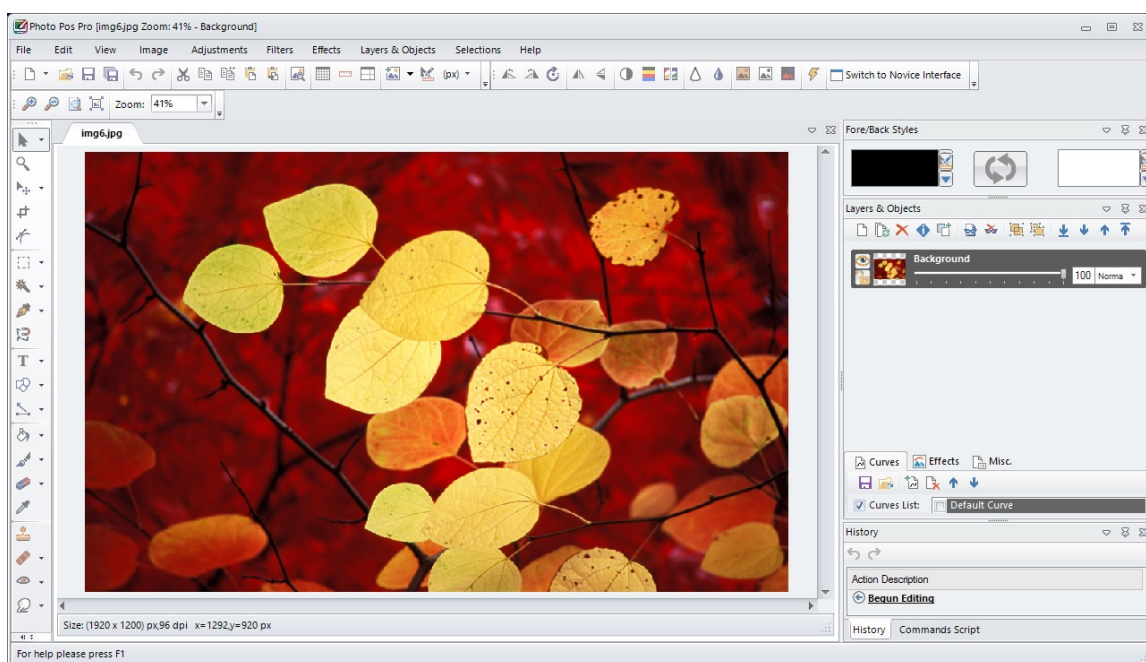 Photo Pos Pro [img6.jpg Zoom: 41% - Background]
File Edit View Image Adjustments Filters Effects Layers & Objects Selections Help
(px) Switch to Novice Interface
Zoom: 41%
img6.jpg
Fore/Back Styles
Layers & Objects
Background
100 Norma
Curves Effects Misc.
Curves List: Default Curve
History
Action Description
Begun Editing
History Commands Script
Size: (1920 x 1200) px,96 dpi x=1292,y=920 px
For help please press F1